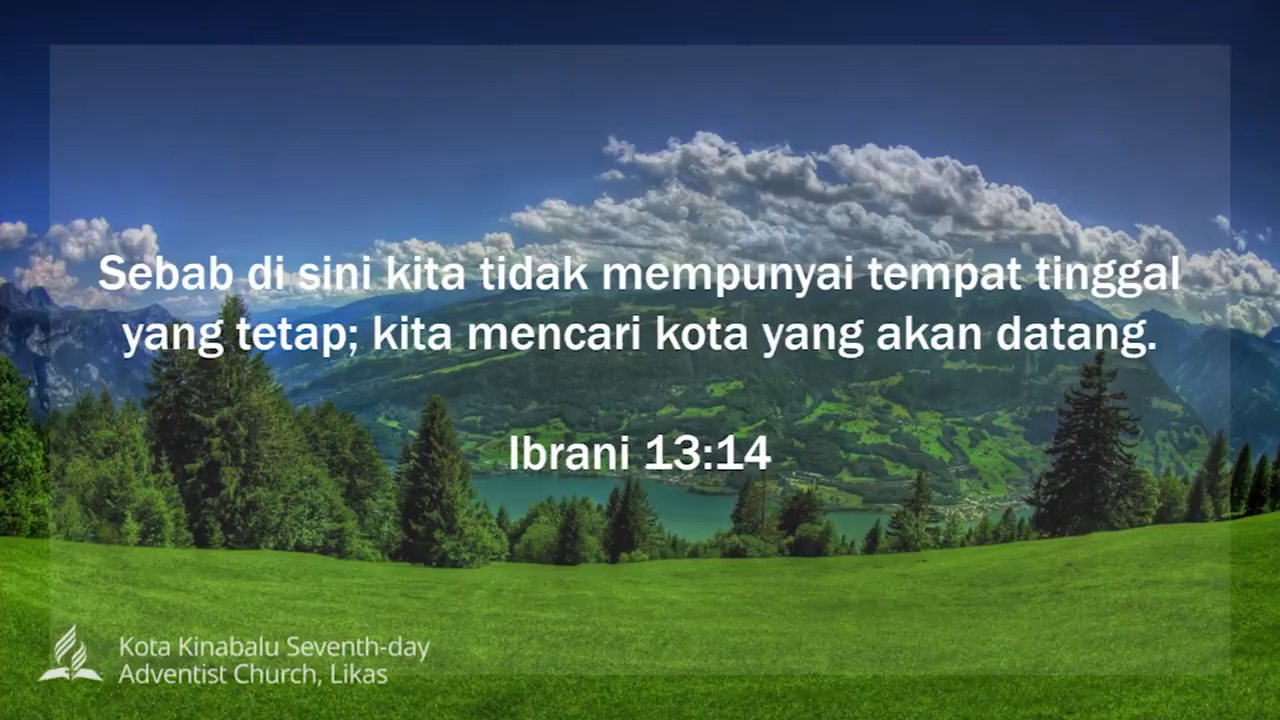 Sebab di sini kita tidak mempunyai tempat tinggal
yang tetap; kita mencari kota yang akan datang.
Ibrani 13:14
Kota Kinabalu Seventh-day
Adventist Church, Likas